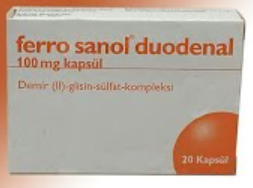 ferro sanol® duodenal
100 mg kapsül
Demir (II)-glisin-sülfat-kompleksi
20 Kapsül